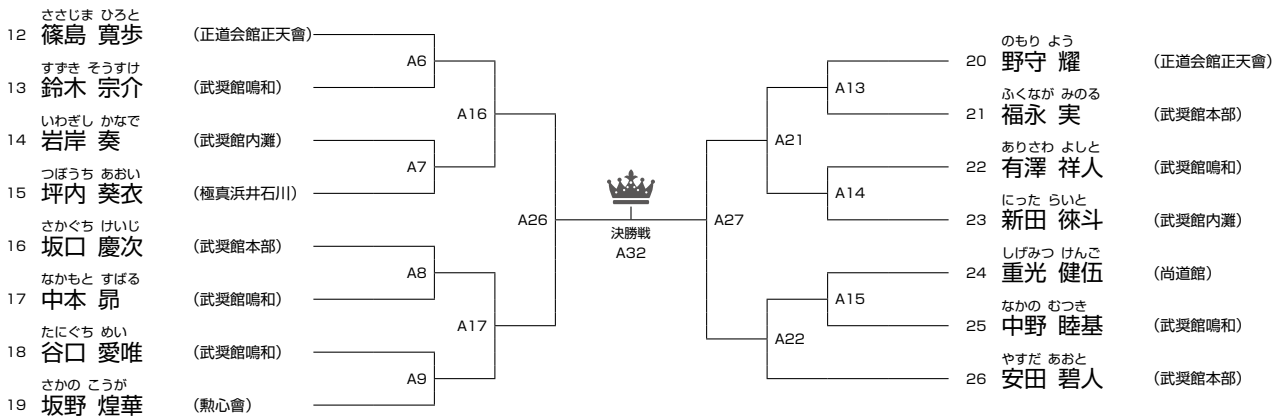 ささじま ひろと
12 篠島 寛歩 (正道会館正天會)
すずき そうすけ
13 鈴木 宗介 (武奨館鳴和)
いわぎし かなで
14 岩岸 奏 (武奨館内灘)
つぼうち あおい
15 坪内 葵衣 (極真浜井石川)
さかぐち けいじ
16 坂口 慶次 (武奨館本部)
なかもと すばる
17 中本 昴 (武奨館鳴和)
たにぐち めい
18 谷口 愛唯 (武奨館鳴和)
さかの こうが
19 坂野 煌華 (勲心會)
A6
A7
A8
A9
A16
A17
A26
決勝戦
A32
A27
A21
A22
A13
A14
A15
のもり よう
20 野守 耀 (正道会館正天會)
ふくなが みのる
21 福永 実 (武奨館本部)
ありさわ よしと
22 有澤 祥人 (武奨館鳴和)
にった らいと
23 新田 徠斗 (武奨館内灘)
しげみつ けんご
24 重光 健伍 (尚道館)
なかの むつき
25 中野 睦基 (武奨館鳴和)
やすだ あおと
26 安田 碧人 (武奨館本部)